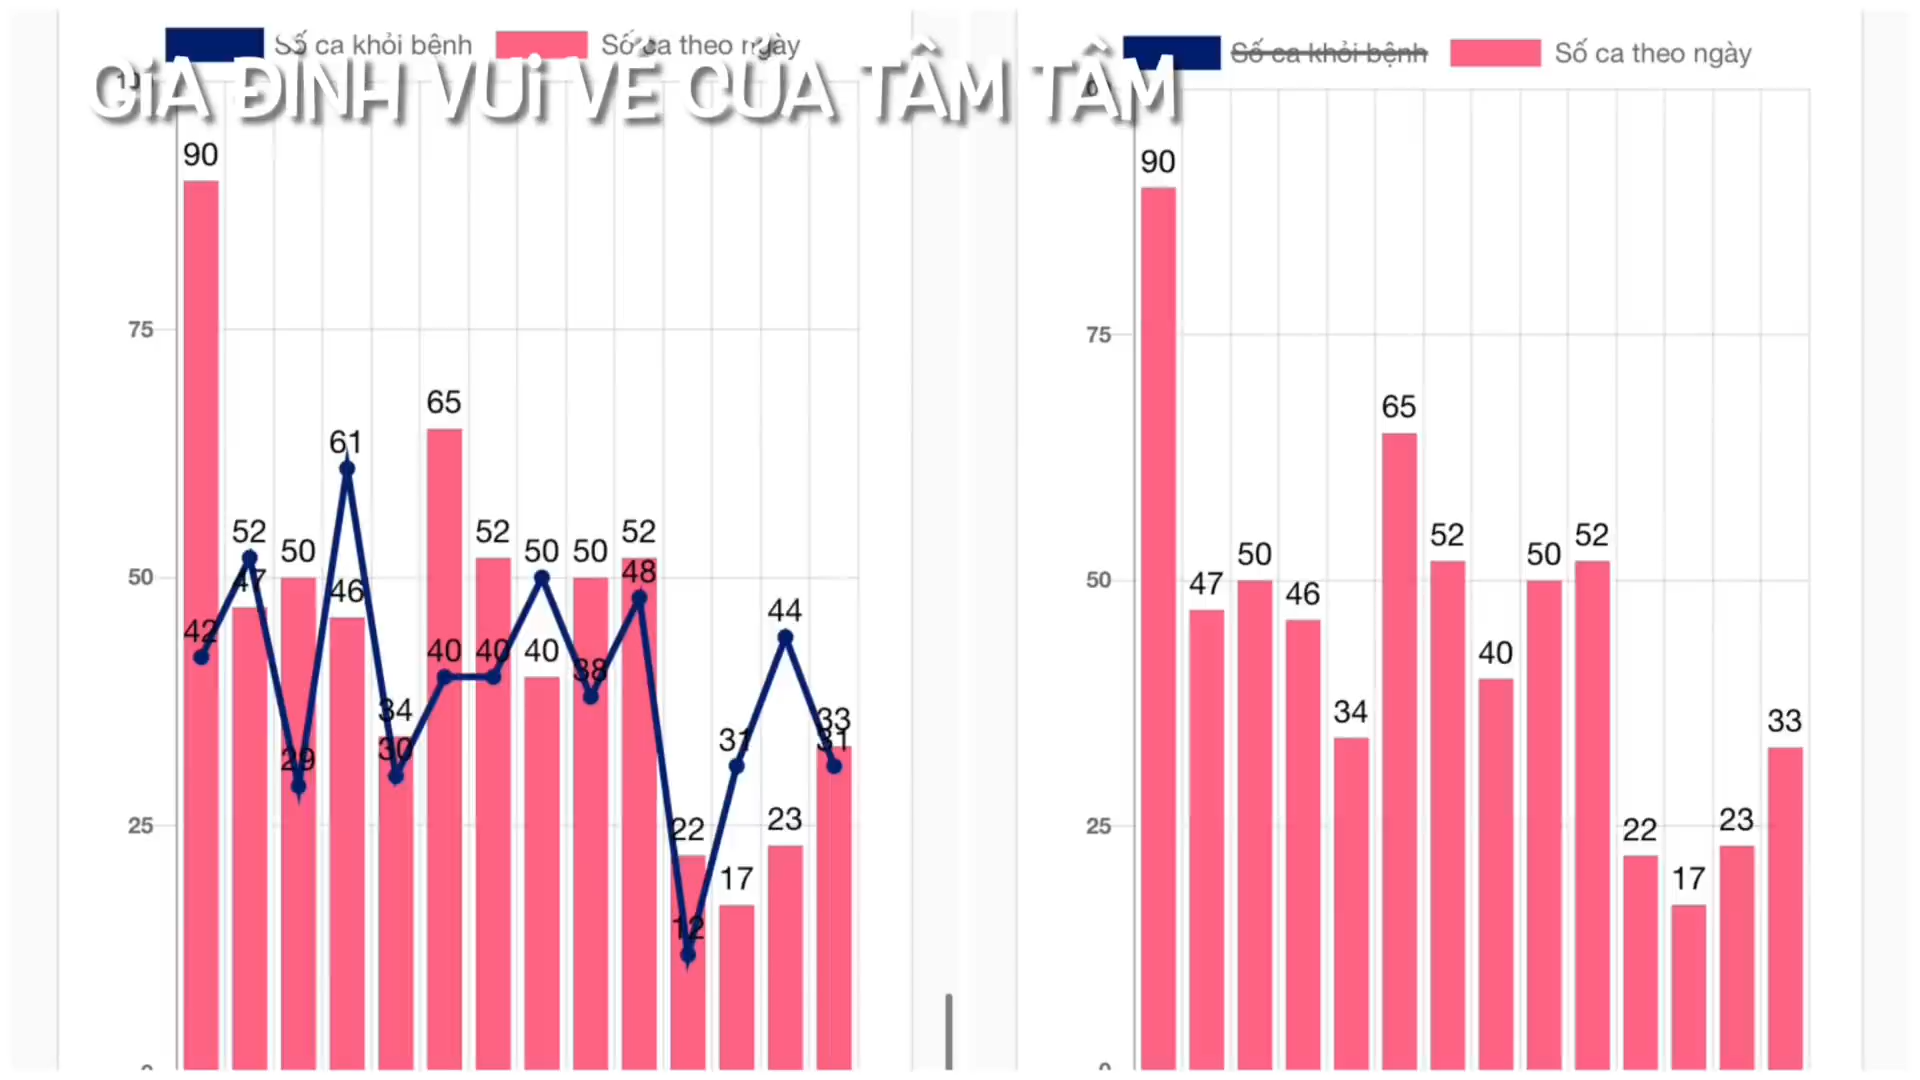 Số ca khỏi bệnh Số ca theo ngày
GIA ĐÌNH VUI VẺ CỦA TÂM TÂM
90
75
65
61
52 50 52 50 50 52
50 47 46 48
42 40 40 40 38 44
34 33
29 30 31 31
25 22 23
17
12
Số ca khỏi bệnh Số ca theo ngày
90
75
65
52 50 52
50 47 50 46
40
34 33
25 22 23
17